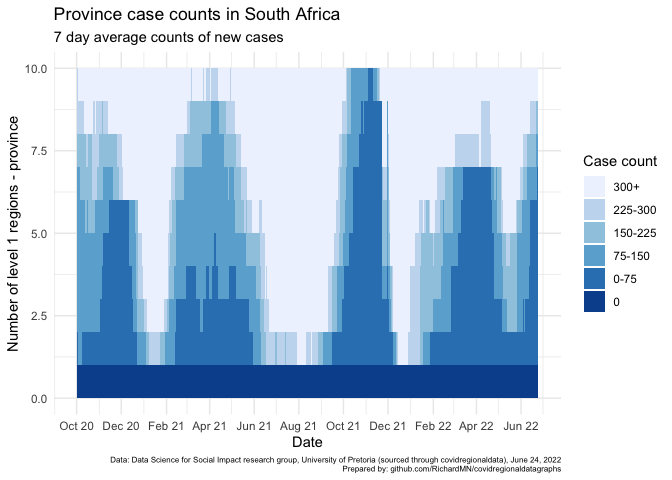 Province case counts in South Africa
7 day average counts of new cases
Number of level 1 regions - province
10.0
7.5
5.0
2.5
0.0
Oct 20 Dec 20 Feb 21 Apr 21 Jun 21 Aug 21 Oct 21 Dec 21 Feb 22 Apr 22 Jun 22
Date
Case count
300+
225-300
150-225
75-150
0-75
0
Data: Data Science for Social Impact research group, University of Pretoria (sourced through covidregionaldata), June 24, 2022
Prepared by: github.com/RichardMN/covidregionaldatagraphs